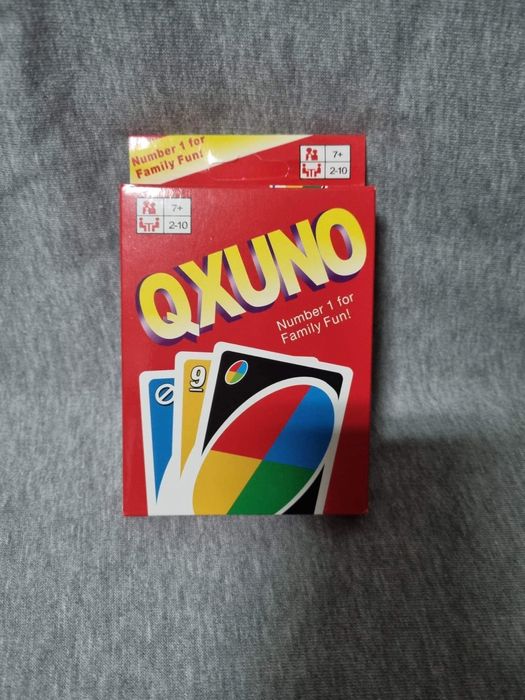 Number 1 for
Family Fun!
7+
2-10
7+
2-10
QXUNO
Number 1 for
Family Fun!
9